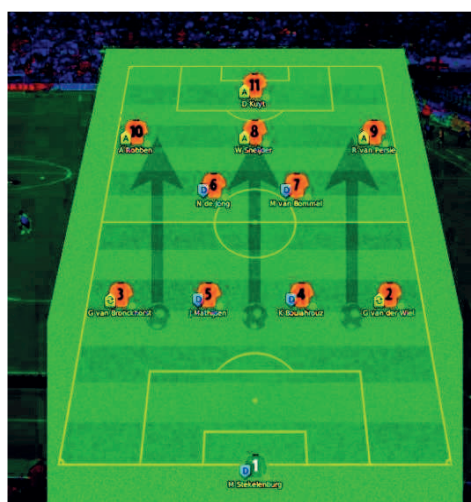 11
A
D Kuyt
10
8
9
A
A
A
A Robben
W Sneijder
R van Persie
6
7
D
D
N de Jong
M van Bommel
3
5
4
2
S
D
D
S
G van Bronckhorst
J Mathijsen
K Boulahrouz
G van der Wiel
1
D
M Stekelenburg